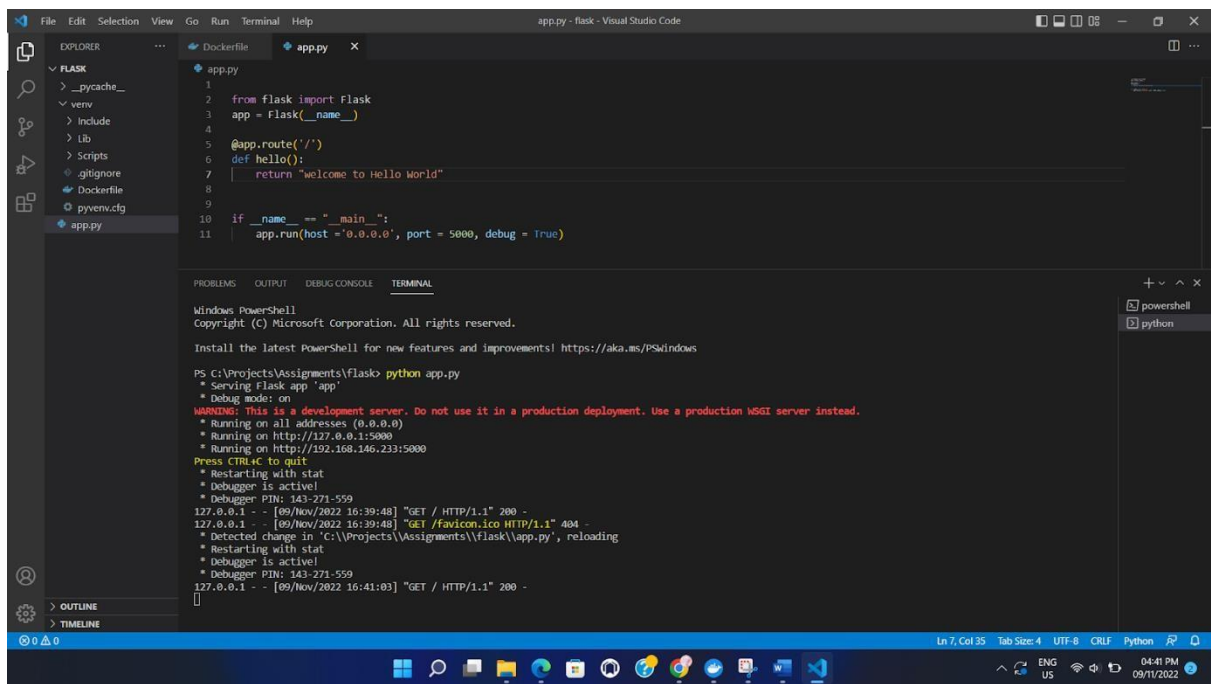 File Edit Selection View Go Run Terminal Help
app.py - flask - Visual Studio Code
EXPLORER ...
FLASK
__pycache__
venv
Include
Lib
Scripts
.gitignore
Dockerfile
pyvenv.cfg
app.py
OUTLINE
TIMELINE
Dockerfile
app.py
app.py
1
2 from flask import Flask
3 app = Flask(__name__)
4
5 @app.route('/')
6 def hello():
7 return "welcome to Hello World"
8
9
10 if __name__ == "__main__":
11 app.run(host ='0.0.0.0', port = 5000, debug = True)
PROBLEMS OUTPUT DEBUG CONSOLE TERMINAL
Windows PowerShell
Copyright (C) Microsoft Corporation. All rights reserved.
Install the latest PowerShell for new features and improvements! https://aka.ms/PSWindows
PS C:\Projects\Assignments\flask> python app.py
* Serving Flask app 'app'
* Debug mode: on
WARNING: This is a development server. Do not use it in a production deployment. Use a production WSGI server instead.
* Running on all addresses (0.0.0.0)
* Running on http://127.0.0.1:5000
* Running on http://192.168.146.233:5000
Press CTRL+C to quit
* Restarting with stat
* Debugger is active!
* Debugger PIN: 143-271-559
127.0.0.1 - - [09/Nov/2022 16:39:48] "GET / HTTP/1.1" 200 -
127.0.0.1 - - [09/Nov/2022 16:39:48] "GET /favicon.ico HTTP/1.1" 404 -
* Detected change in 'C:\\Projects\\Assignments\\flask\\app.py', reloading
* Restarting with stat
* Debugger is active!
* Debugger PIN: 143-271-559
127.0.0.1 - - [09/Nov/2022 16:41:03] "GET / HTTP/1.1" 200 -
powershell
python
0 0
Ln 7, Col 35 Tab Size: 4 UTF-8 CRLF Python
ENG
US
04:41 PM
09/11/2022
2